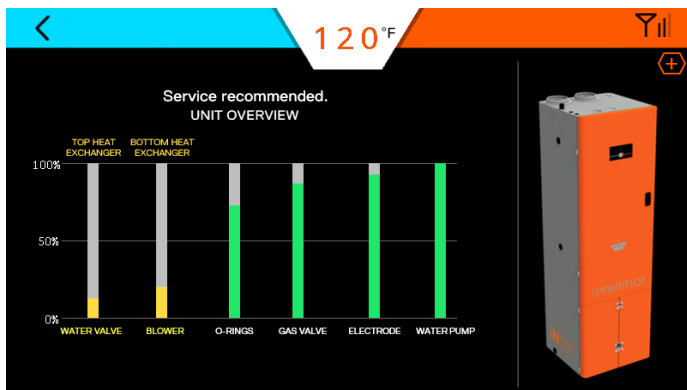 120°F
Service recommended.
UNIT OVERVIEW
TOP HEAT EXCHANGER
BOTTOM HEAT EXCHANGER
100%
50%
0%
WATER VALVE
BLOWER
O-RINGS
GAS VALVE
ELECTRODE
WATER PUMP
Intellihot